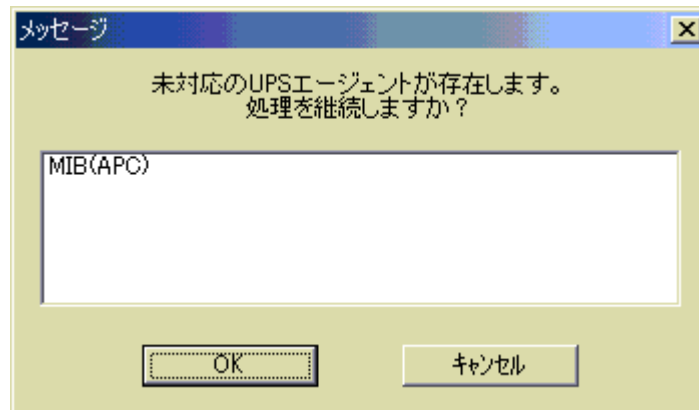 メッセージ
未対応のUPSエージェントが存在します。
処理を継続しますか？
MIB(APC)
OK
ｷｬﾝｾﾙ